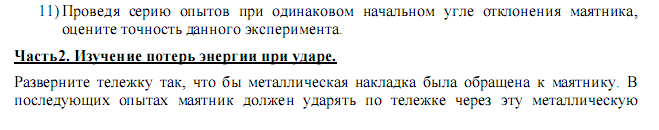 11) Проведя серию опытов при одинаковом начальном угле отклонения маятника,
оцените точность данного эксперимента.
Часть2. Изучение потерь энергии при ударе.
Разверните тележку так, что бы металлическая накладка была обращена к маятнику. В
последующих опытах маятник должен ударять по тележке через эту металлическую